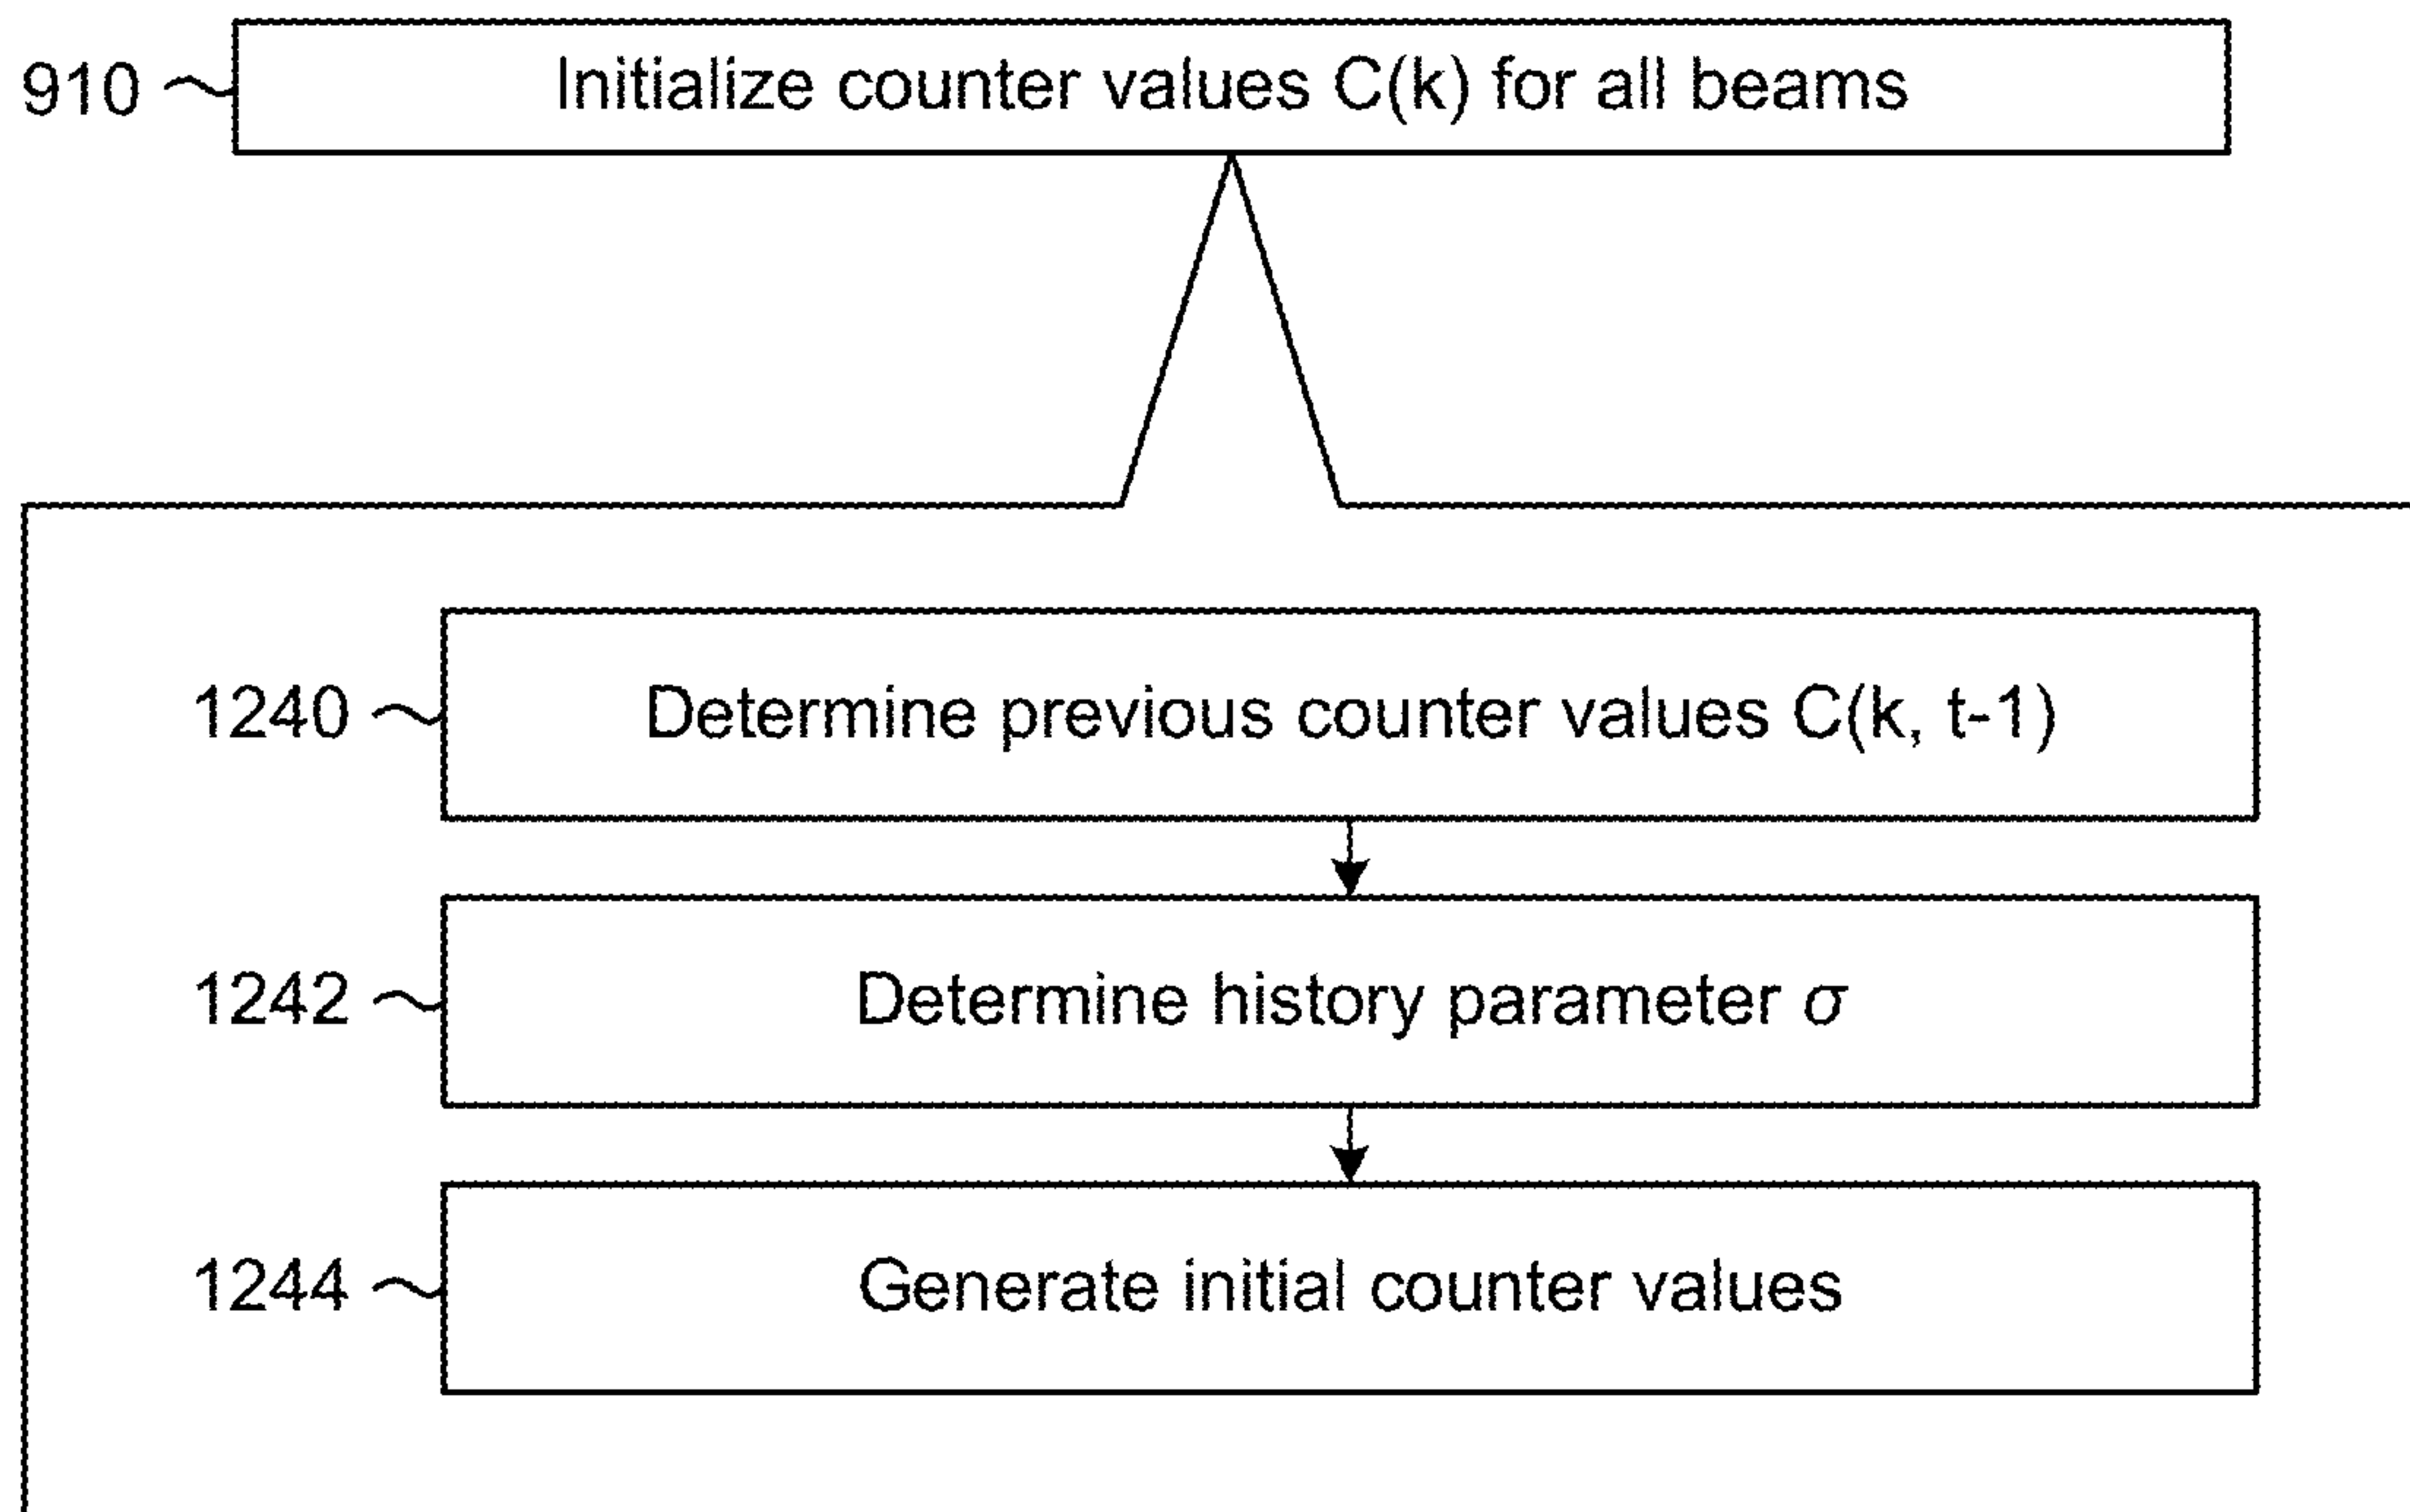 910 Initialize counter values C(k) for all beams
1240 Determine previous counter values C(k, t-1)
1242 Determine history parameter σ
1244 Generate initial counter values